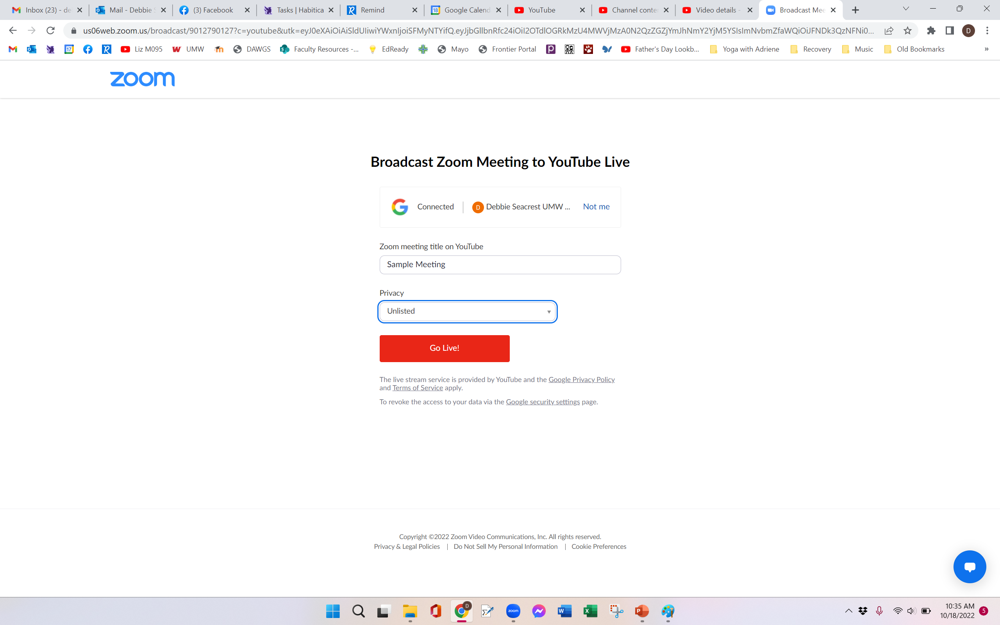 Inbox (23) - de
Mail - Debbie S
(3) Facebook
Tasks | Habitica
Remind
Google Calend
YouTube
Channel conte
Video details -
Broadcast Mee
us06web.zoom.us/broadcast/9012790127?c=youtube&utk=eyJ0eXAiOiAiSldUIiwiYWxnIjoiSFMyNTYifQ.eyJjbGllbnRfc24iOiI2OTdlOGRkMzU4MWVjMzA0N2QzZGZjYmJhNmY2YjM5YSIsImNvbmZfaWQiOiJFNDk3QzNFNi0...
D
Liz M095
UMW
DAWGS
Faculty Resources -...
EdReady
Mayo
Frontier Portal
Father's Day Lookb...
Yoga with Adriene
Recovery
Music
Old Bookmarks
»
zoom
Broadcast Zoom Meeting to YouTube Live
Connected
D Debbie Seacrest UMW ...
Not me
Zoom meeting title on YouTube
Sample Meeting
Privacy
Unlisted
Go Live!
The live stream service is provided by YouTube and the Google Privacy Policy
and Terms of Service apply.
To revoke the access to your data via the Google security settings page.
Copyright ©2022 Zoom Video Communications, Inc. All rights reserved.
Privacy & Legal Policies | Do Not Sell My Personal Information | Cookie Preferences
10:35 AM
10/18/2022
5